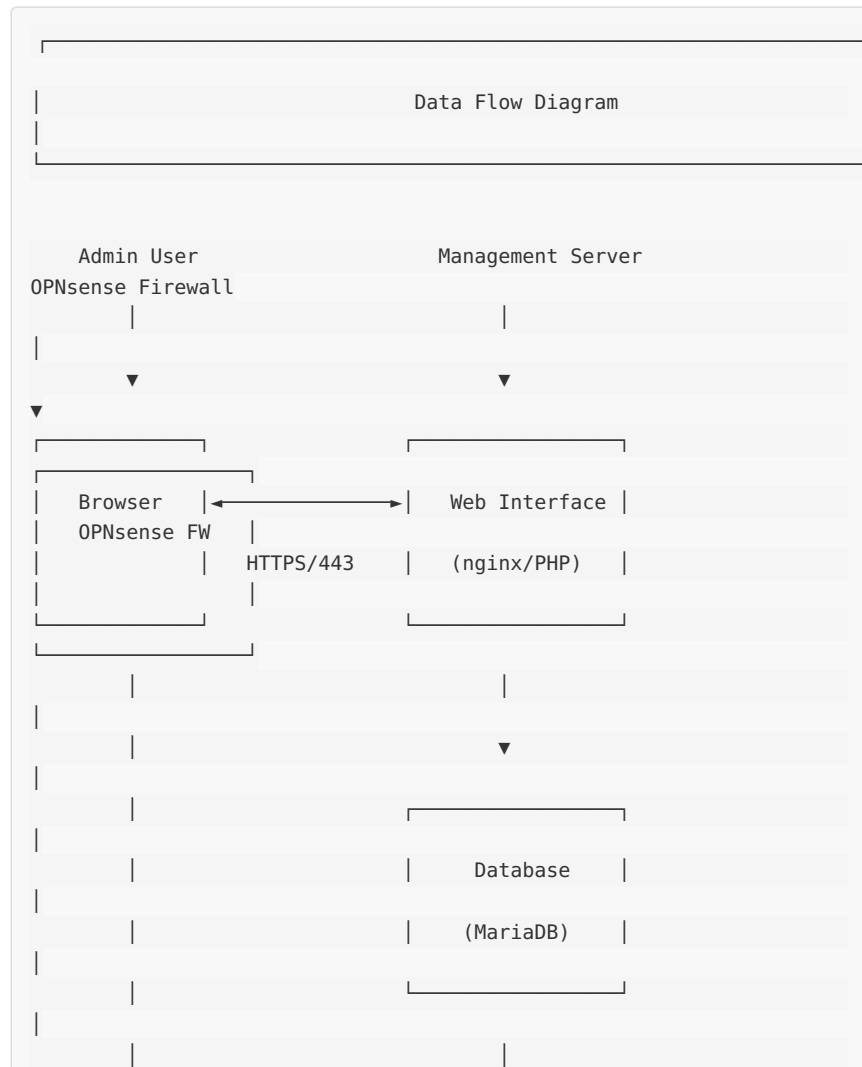 Data Flow Diagram
Admin User Management Server
OPNsense Firewall
Browser Web Interface
OPNsense FW
HTTPS/443 (nginx/PHP)
Database
(MariaDB)